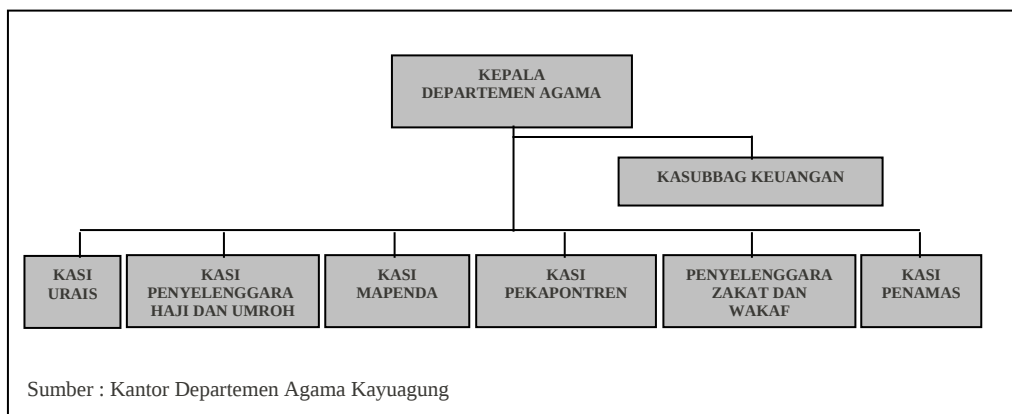 KEPALA
DEPARTEMEN AGAMA
KASUBBAG KEUANGAN
KASI
URAIS
KASI
PENYELENGGARA
HAJI DAN UMROH
KASI
MAPENDA
KASI
PEKAPONTREN
PENYELENGGARA
ZAKAT DAN
WAKAF
KASI
PENAMAS
Sumber : Kantor Departemen Agama Kayuagung